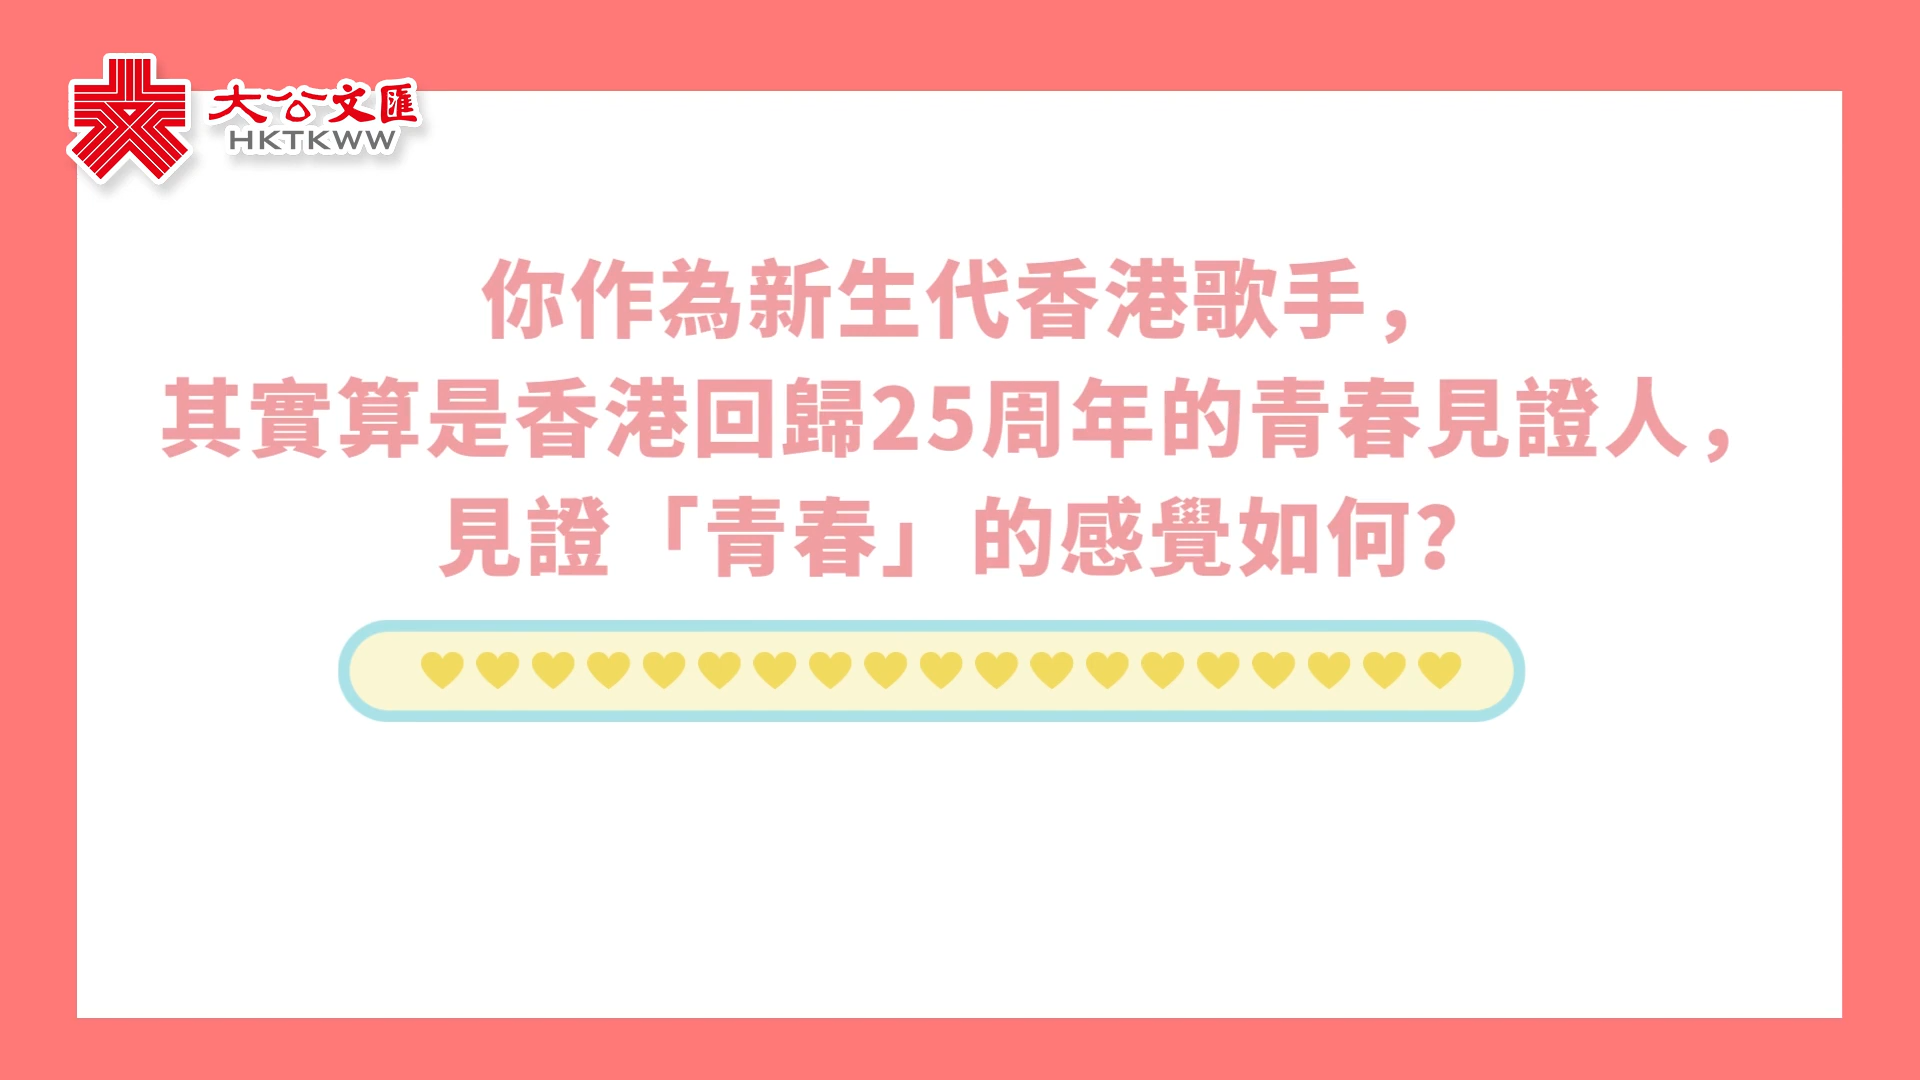 大公文匯
HKTKWW
你作為新生代香港歌手，
其實算是香港回歸25周年的青春見證人，
見證「青春」的感覺如何？